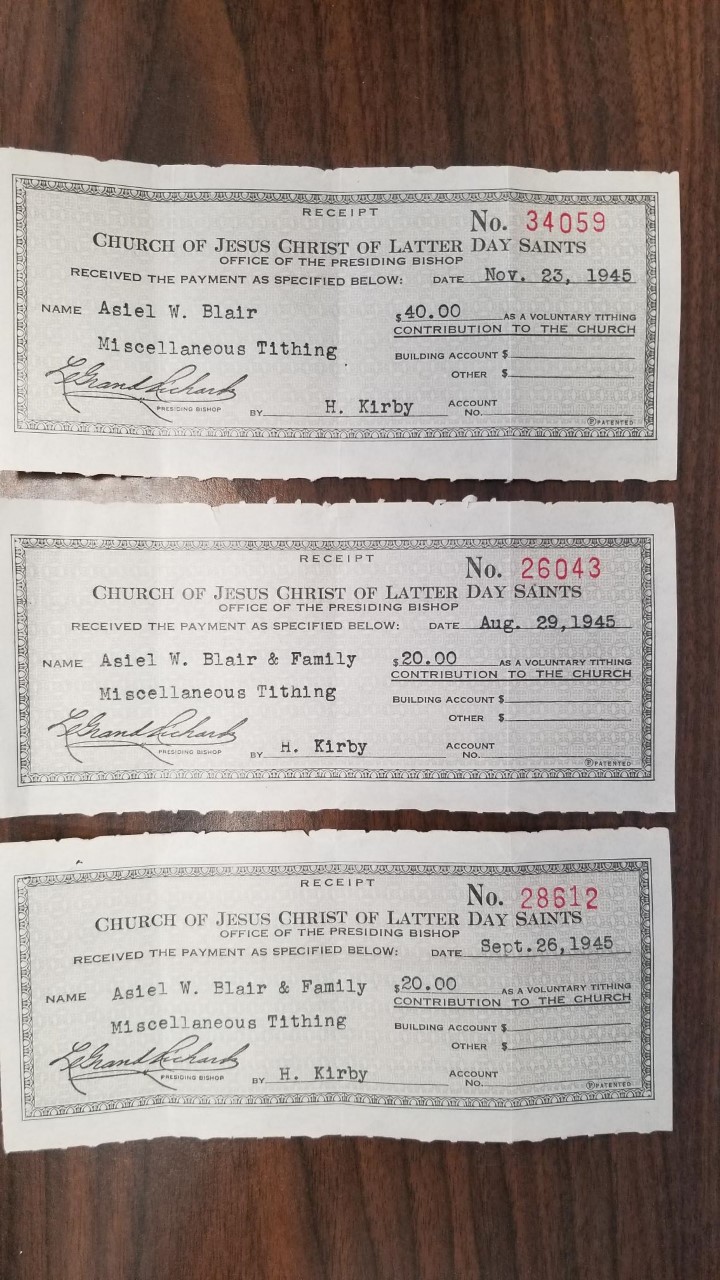 RECEIPT
No. 34059
CHURCH OF JESUS CHRIST OF LATTER DAY SAINTS
OFFICE OF THE PRESIDING BISHOP
RECEIVED THE PAYMENT AS SPECIFIED BELOW: DATE Nov. 23, 1945
NAME Asiel W. Blair $40.00 AS A VOLUNTARY TITHING
CONTRIBUTION TO THE CHURCH
Miscellaneous Tithing BUILDING ACCOUNT $
OTHER $
LeGrand Richards
PRESIDING BISHOP BY H. Kirby ACCOUNT NO.
PATENTED
RECEIPT
No. 26043
CHURCH OF JESUS CHRIST OF LATTER DAY SAINTS
OFFICE OF THE PRESIDING BISHOP
RECEIVED THE PAYMENT AS SPECIFIED BELOW: DATE Aug. 29,1945
NAME Asiel W. Blair & Family $20.00 AS A VOLUNTARY TITHING
CONTRIBUTION TO THE CHURCH
Miscellaneous Tithing BUILDING ACCOUNT $
OTHER $
LeGrand Richards
PRESIDING BISHOP BY H. Kirby ACCOUNT NO.
PATENTED
RECEIPT
No. 28612
CHURCH OF JESUS CHRIST OF LATTER DAY SAINTS
OFFICE OF THE PRESIDING BISHOP
RECEIVED THE PAYMENT AS SPECIFIED BELOW: DATE Sept.26,1945
NAME Asiel W. Blair & Family $20.00 AS A VOLUNTARY TITHING
CONTRIBUTION TO THE CHURCH
Miscellaneous Tithing BUILDING ACCOUNT $
OTHER $
LeGrand Richards
PRESIDING BISHOP BY H. Kirby ACCOUNT NO.
PATENTED